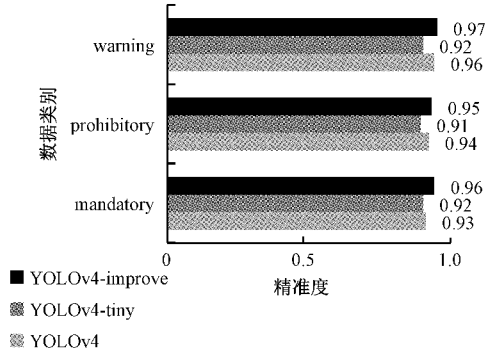 数据类别
warning
0.97
0.92
0.96
prohibitory
0.95
0.91
0.94
mandatory
0.96
0.92
0.93
0 0.5 1.0
精准度
YOLOv4-improve
YOLOv4-tiny
YOLOv4